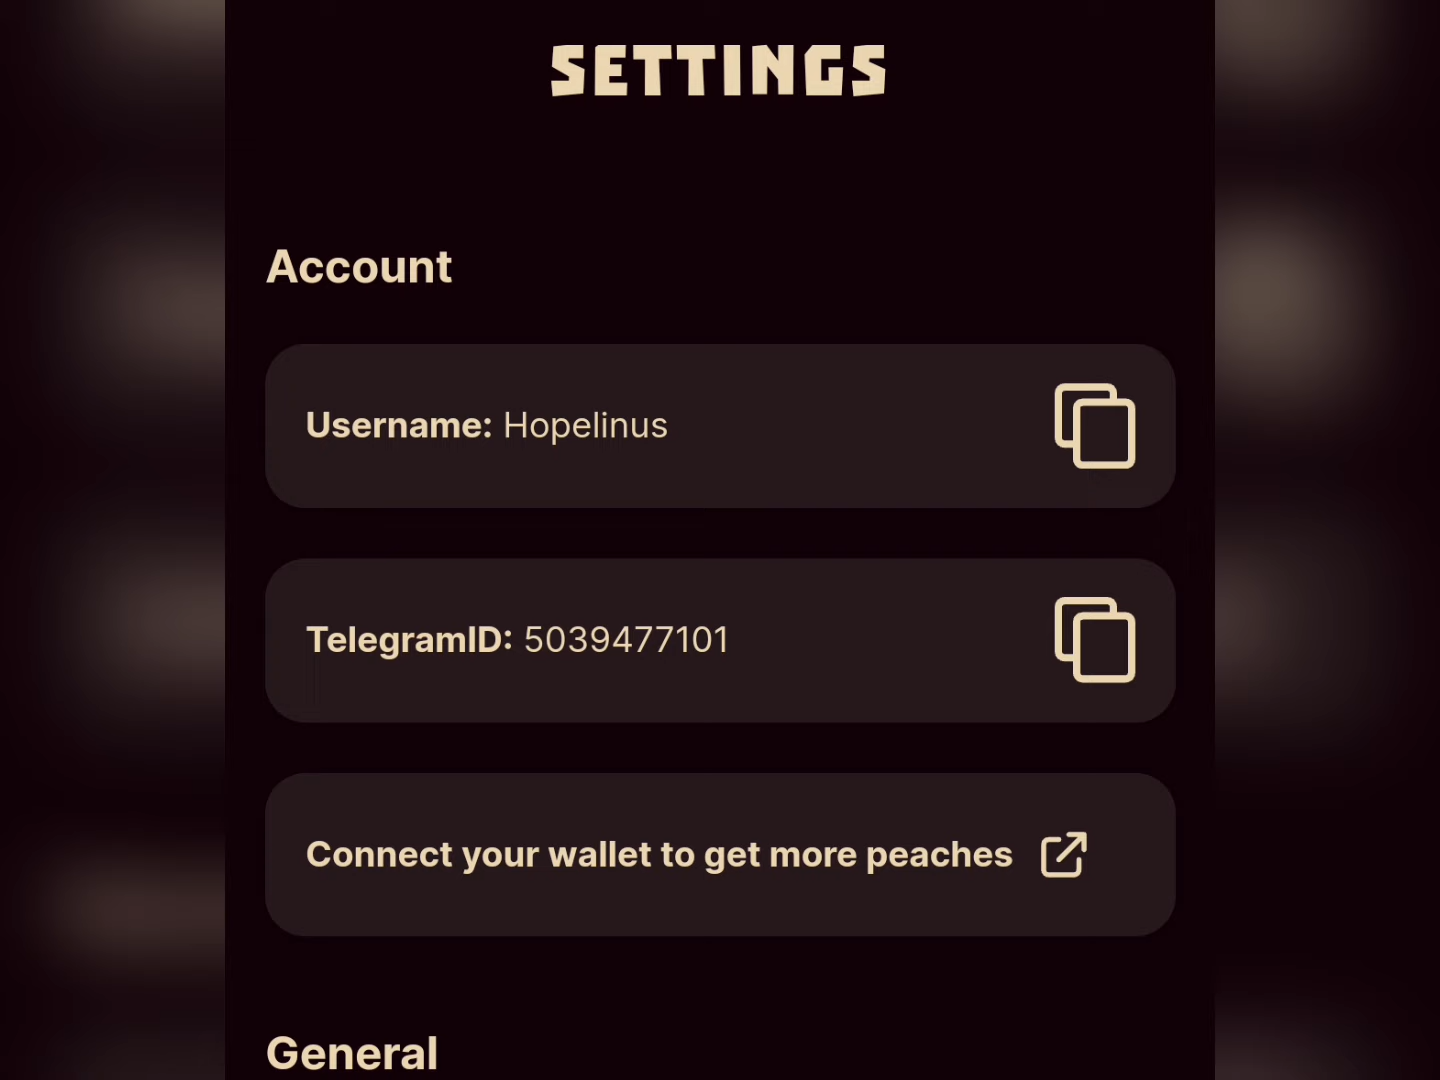 SETTINGS
Account
Username: Hopelinus
TelegramID: 5039477101
Connect your wallet to get more peaches
General